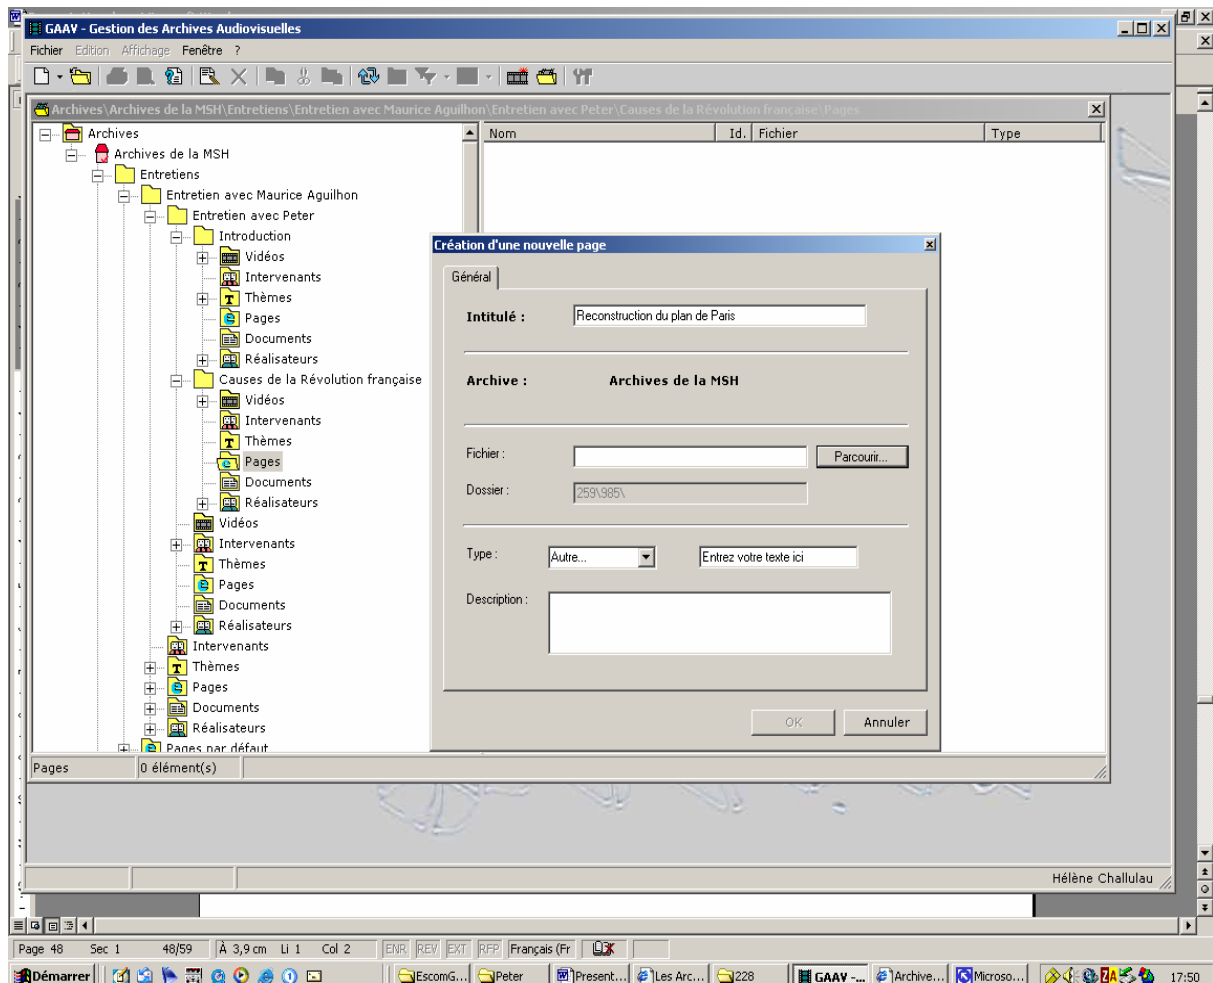 GAAV - Gestion des Archives Audiovisuelles
Fichier Edition Affichage Fenêtre ?
Archives\Archives de la MSH\Entretiens\Entretien avec Maurice Aguilhon\Entretien avec Peter\Causes de la Révolution française\Pages
Archives
Archives de la MSH
Entretiens
Entretien avec Maurice Aguilhon
Entretien avec Peter
Introduction
Vidéos
Intervenants
Thèmes
Pages
Documents
Réalisateurs
Causes de la Révolution française
Vidéos
Intervenants
Thèmes
Pages
Documents
Réalisateurs
Vidéos
Intervenants
Thèmes
Pages
Documents
Réalisateurs
Intervenants
Thèmes
Pages
Documents
Réalisateurs
Pages par défaut
Nom Id. Fichier Type
Création d'une nouvelle page
Général
Intitulé : Reconstruction du plan de Paris
Archive : Archives de la MSH
Fichier : Parcourir...
Dossier : 259\985\
Type : Autre... Entrez votre texte ici
Description :
OK Annuler
Pages 0 élément(s)
Hélène Challulau
Page 48 Sec 1 48/59 À 3,9 cm Li 1 Col 2 ENR REV EXT RFP Français (Fr
Démarrer EscomG... Peter Present... Les Arc... 228 GAAV -... Archive... Microso... 17:50